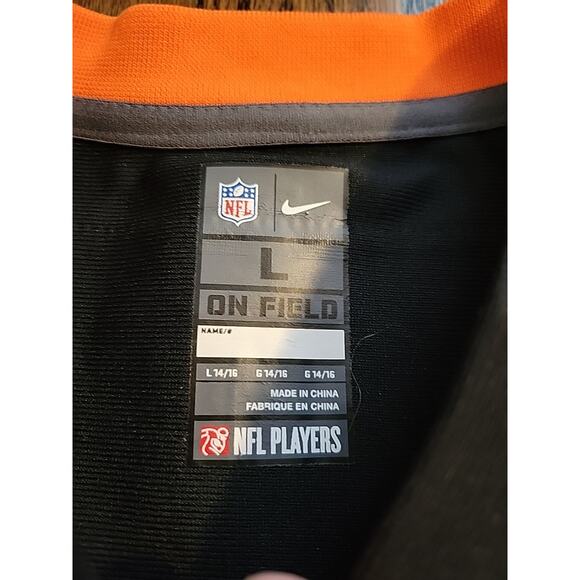 NFL
L
ON FIELD
NAME/#
L 14/16 G 14/16 G 14/16
MADE IN CHINA
FABRIQUE EN CHINA
NFL PLAYERS